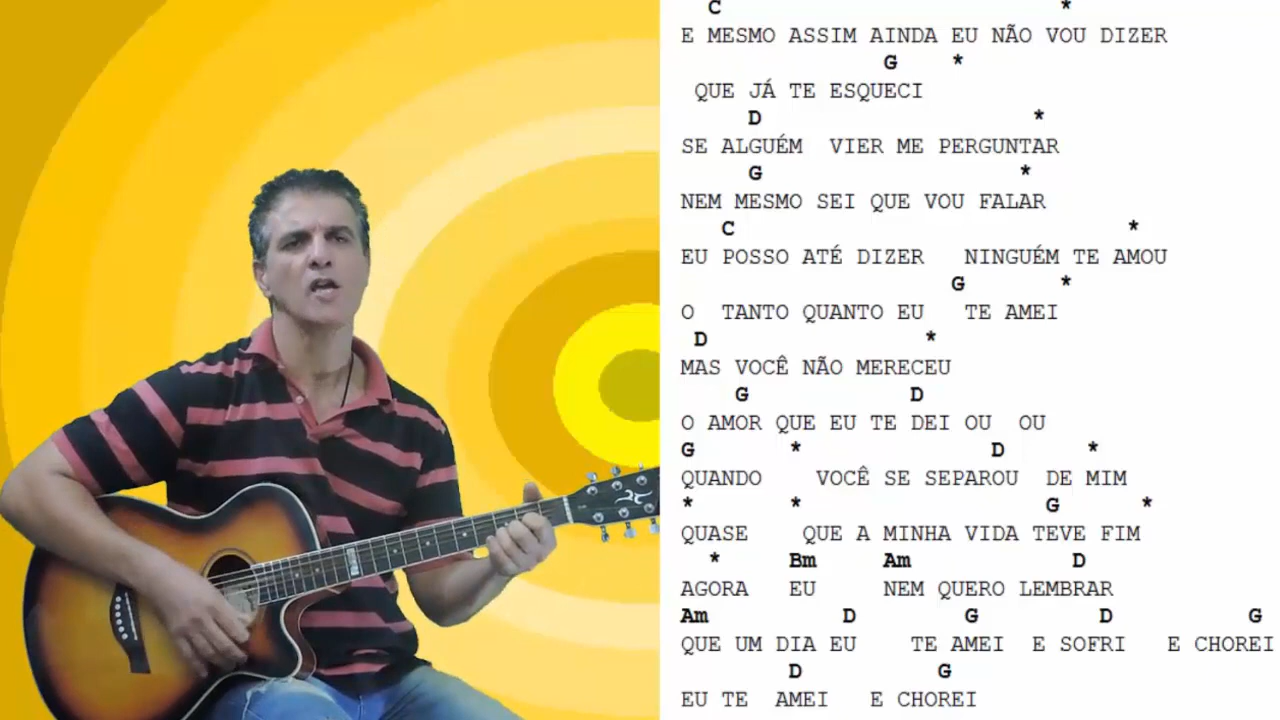 C *
E MESMO ASSIM AINDA EU NÃO VOU DIZER
G *
QUE JÁ TE ESQUECI
D *
SE ALGUÉM VIER ME PERGUNTAR
G *
NEM MESMO SEI QUE VOU FALAR
C *
EU POSSO ATÉ DIZER NINGUÉM TE AMOU
G *
O TANTO QUANTO EU TE AMEI
D *
MAS VOCÊ NÃO MERECEU
G D
O AMOR QUE EU TE DEI OU OU
G * D *
QUANDO VOCÊ SE SEPAROU DE MIM
* * G *
QUASE QUE A MINHA VIDA TEVE FIM
* Bm Am D
AGORA EU NEM QUERO LEMBRAR
Am D G D G
QUE UM DIA EU TE AMEI E SOFRI E CHOREI
D G
EU TE AMEI E CHOREI